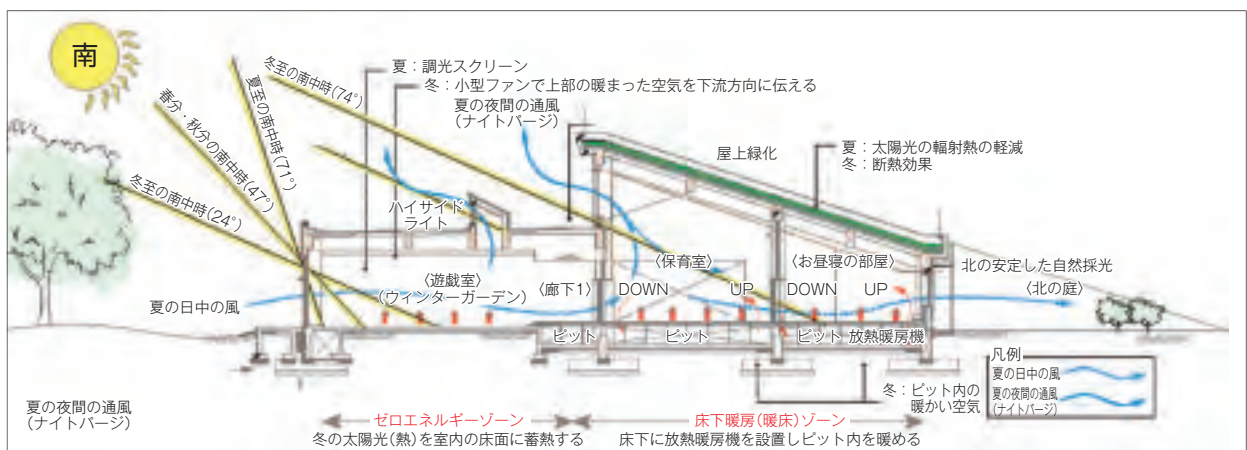 南
冬至の南中時(74°)
夏至の南中時(71°)
春分・秋分の南中時(47°)
冬至の南中時(24°)
夏：調光スクリーン
冬：小型ファンで上部の暖まった空気を下流方向に伝える
夏の夜間の通風
(ナイトパージ)
屋上緑化
夏：太陽光の輻射熱の軽減
冬：断熱効果
ハイサイド
ライト
〈遊戯室〉
(ウィンターガーデン)
〈廊下1〉
DOWN
〈保育室〉
UP
〈お昼寝の部屋〉
DOWN
UP
北の安定した自然採光
〈北の庭〉
夏の日中の風
ピット
ピット
ピット
放熱暖房機
冬：ピット内の
暖かい空気
凡例
夏の日中の風
夏の夜間の通風
(ナイトパージ)
夏の夜間の通風
(ナイトパージ)
ゼロエネルギーゾーン
冬の太陽光(熱)を室内の床面に蓄熱する
床下暖房(暖床)ゾーン
床下に放熱暖房機を設置しピット内を暖める